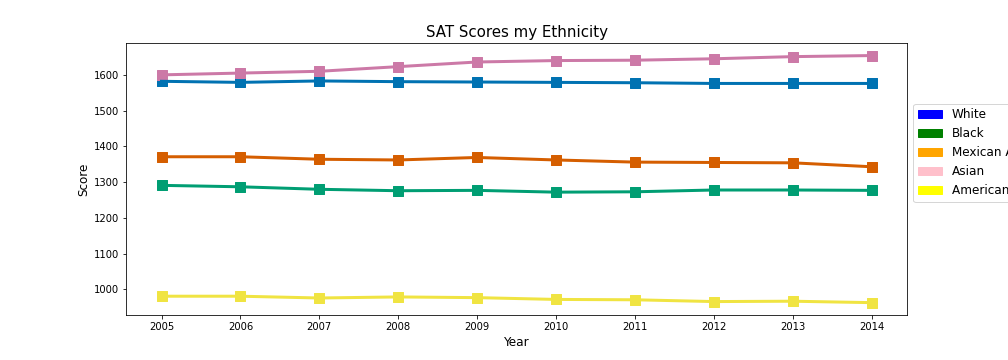 SAT Scores my Ethnicity
Score
1600
1500
1400
1300
1200
1100
1000
2005 2006 2007 2008 2009 2010 2011 2012 2013 2014
Year
White
Black
Mexican A
Asian
American